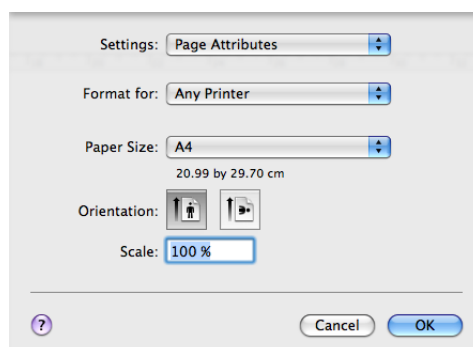 Settings: Page Attributes
Format for: Any Printer
Paper Size: A4
20.99 by 29.70 cm
Orientation:
Scale: 100 %
? Cancel OK